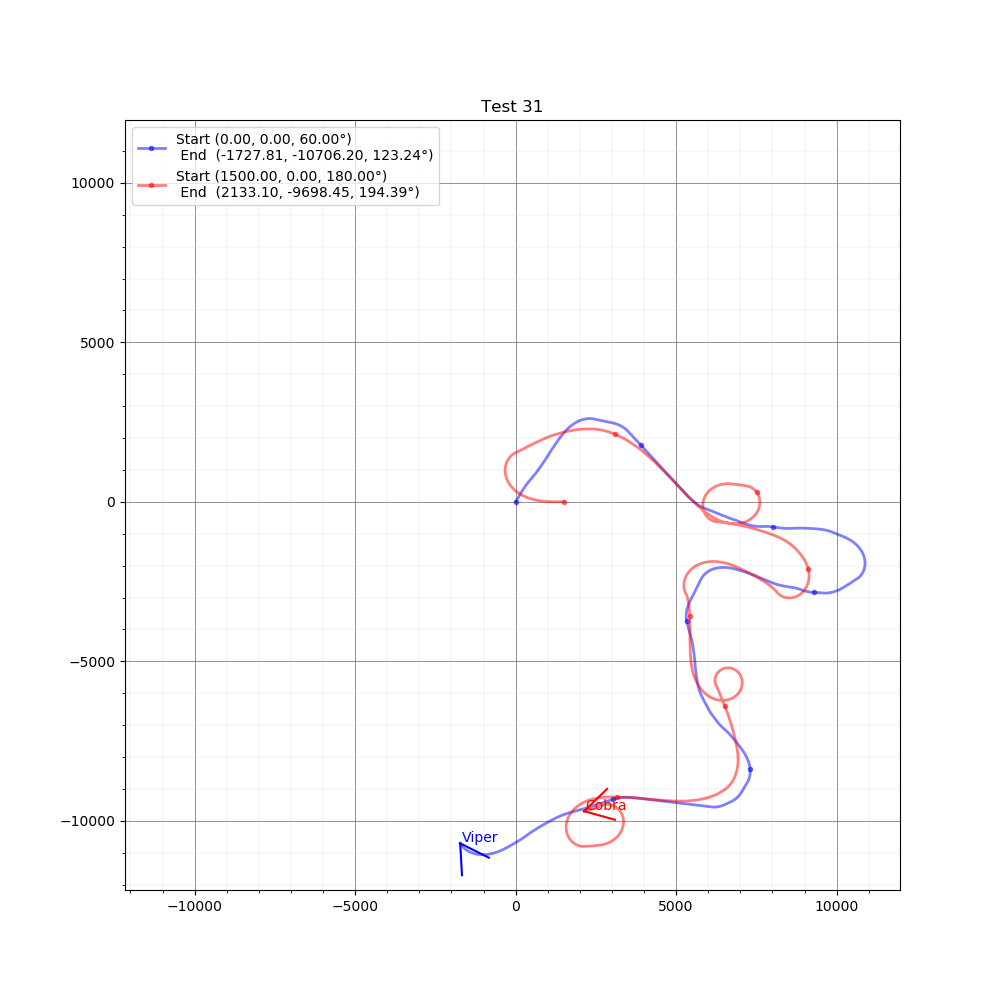 Test 31
Start (0.00, 0.00, 60.00°)
End (-1727.81, -10706.20, 123.24°)
Start (1500.00, 0.00, 180.00°)
End (2133.10, -9698.45, 194.39°)
10000
5000
0
−5000
−10000
Cobra
Viper
−10000 −5000 0 5000 10000